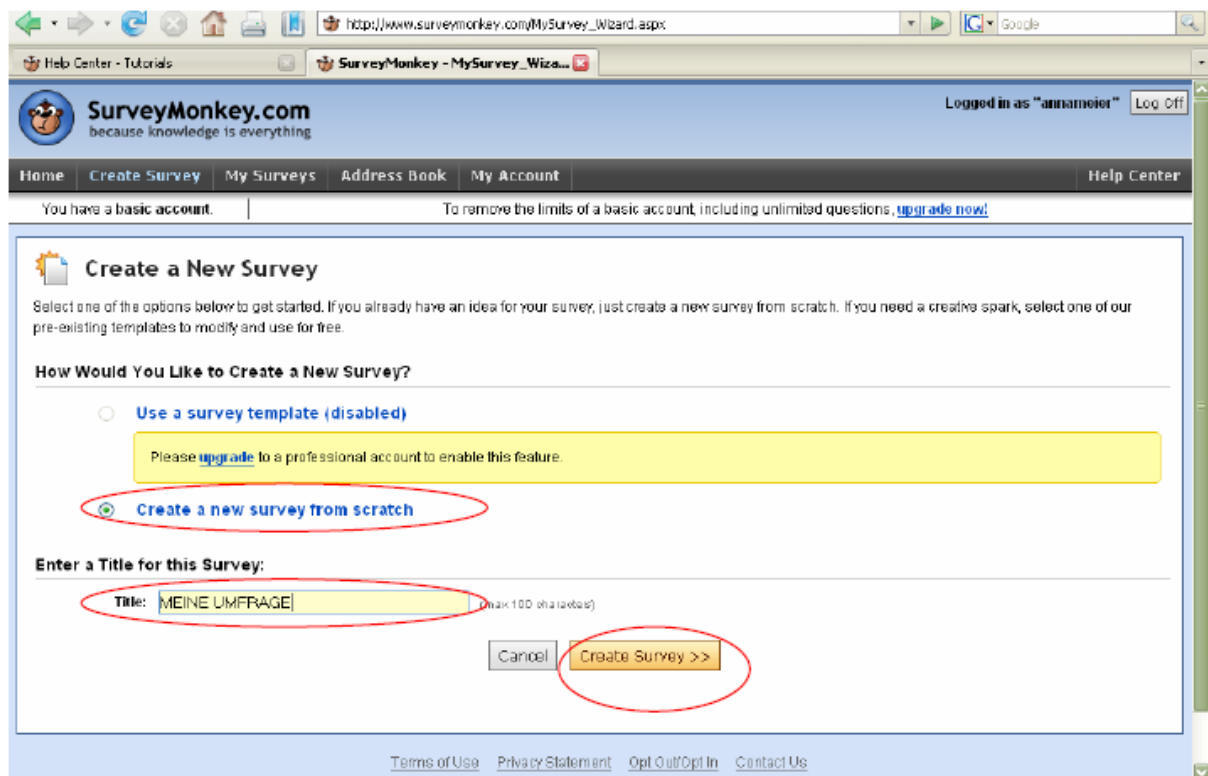 http://www.surveymonkey.com/MySurvey_Wizard.aspx
Google
Help Center - Tutorials
SurveyMonkey - MySurvey_Wiza...
SurveyMonkey.com
because knowledge is everything
Logged in as "annameier"
Log Off
Home Create Survey My Surveys Address Book My Account Help Center
You have a basic account.
To remove the limits of a basic account, including unlimited questions, upgrade now!
Create a New Survey
Select one of the options below to get started. If you already have an idea for your survey, just create a new survey from scratch. If you need a creative spark, select one of our
pre-existing templates to modify and use for free.
How Would You Like to Create a New Survey?
Use a survey template (disabled)
Please upgrade to a professional account to enable this feature.
Create a new survey from scratch
Enter a Title for this Survey:
Title: MEINE UMFRAGE (max 100 characters)
Cancel Create Survey >>
Terms of Use Privacy Statement Opt Out/Opt In Contact Us